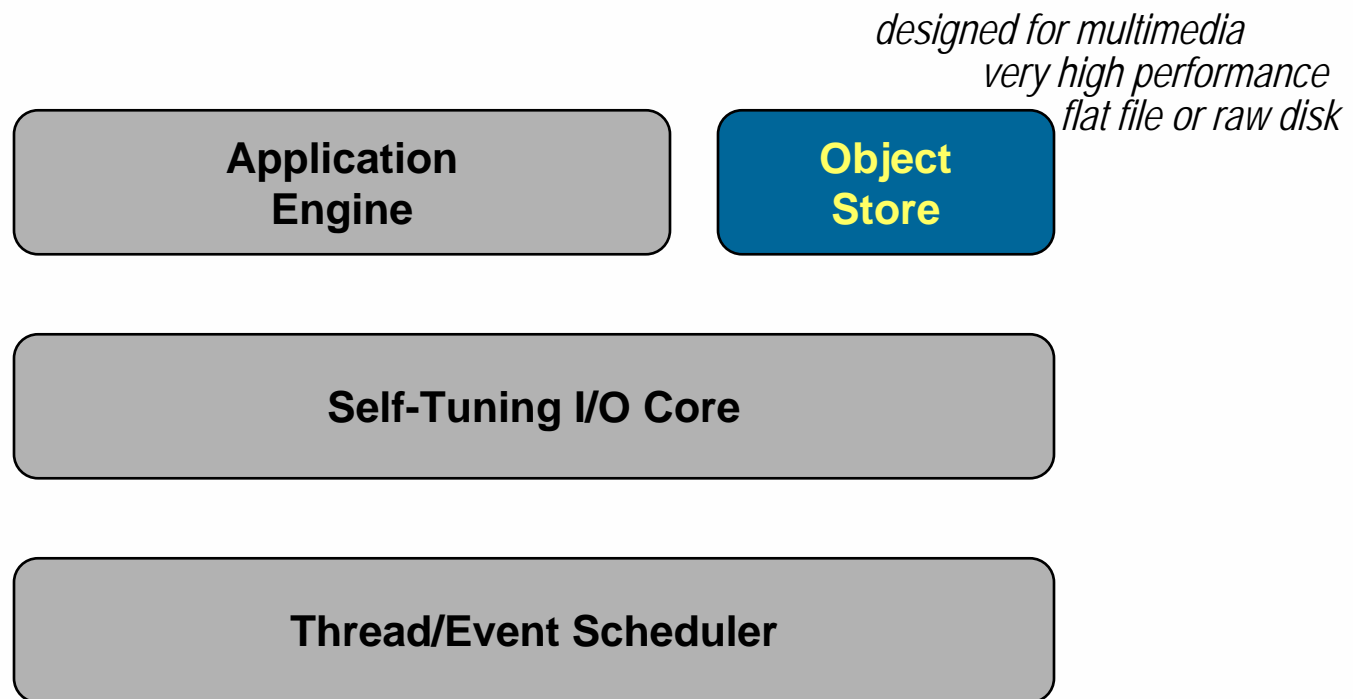 designed for multimedia
very high performance
flat file or raw disk
Application
Engine
Object
Store
Self-Tuning I/O Core
Thread/Event Scheduler